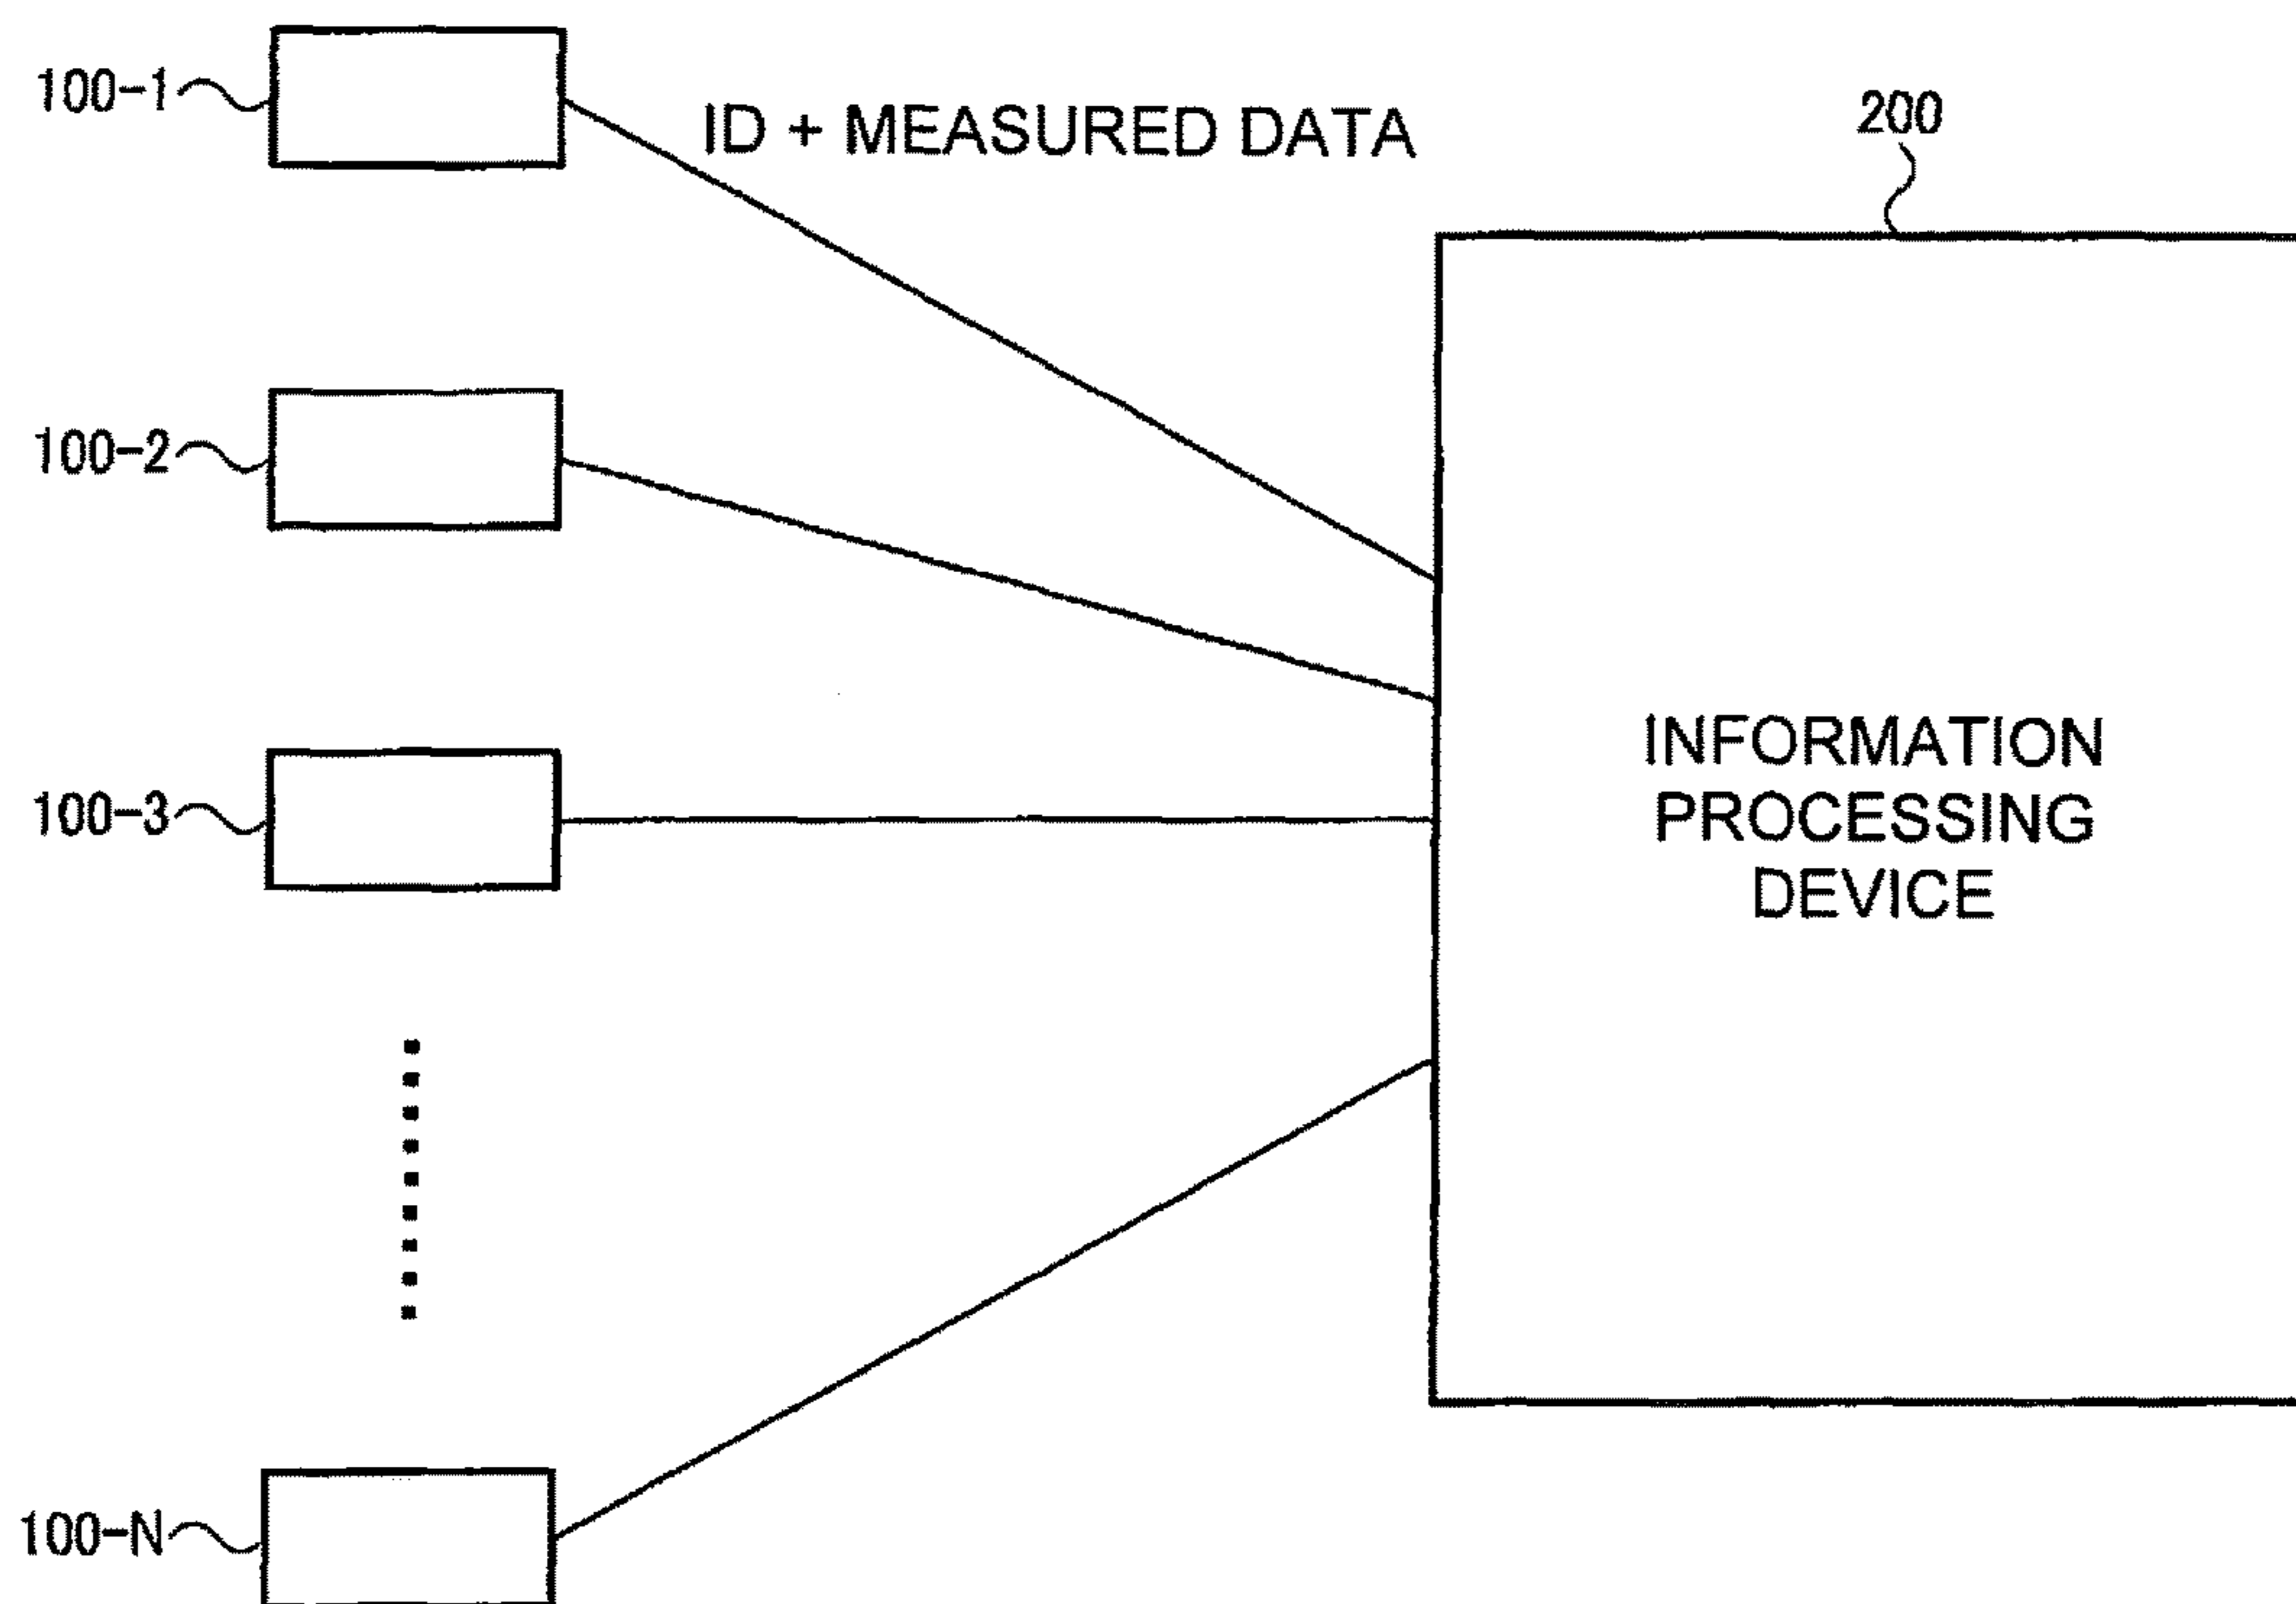 100-1
ID + MEASURED DATA
200
100-2
100-3
INFORMATION
PROCESSING
DEVICE
100-N